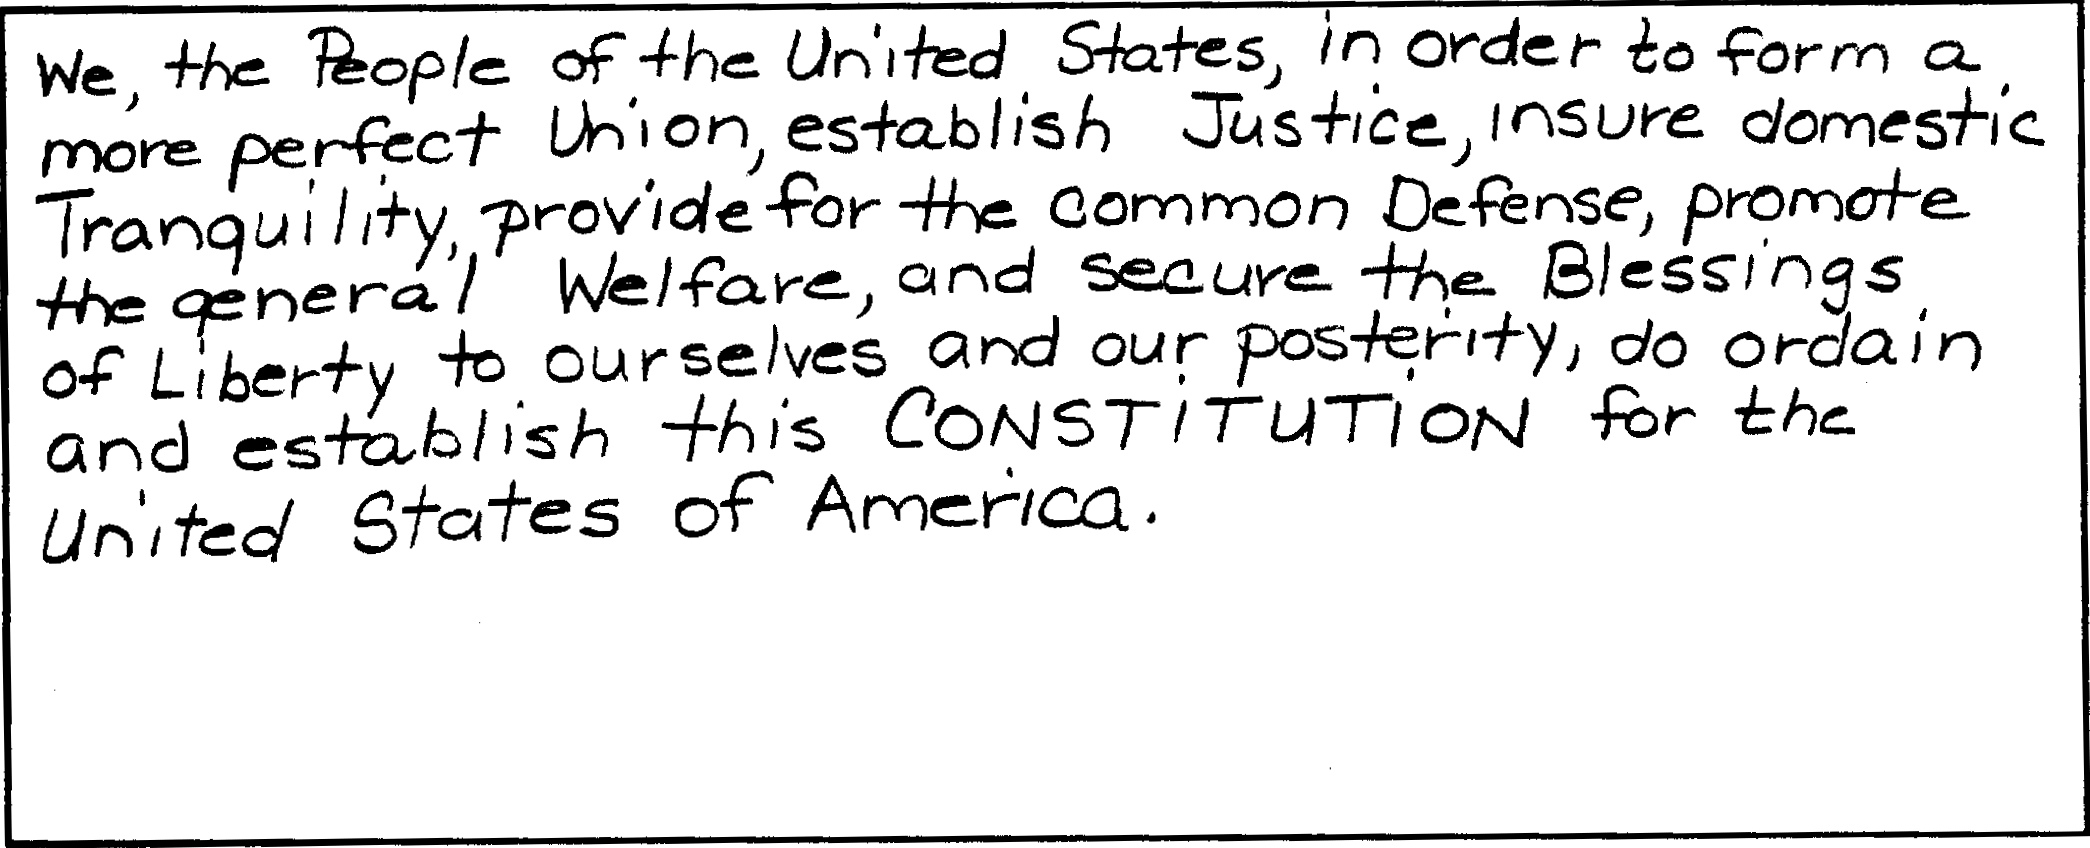 We, the People of the United States, in order to form a
more perfect Union, establish Justice, insure domestic
Tranquility, provide for the common Defense, promote
the general Welfare, and secure the Blessings
of Liberty to ourselves and our posterity, do ordain
and establish this CONSTITUTION for the
United States of America.